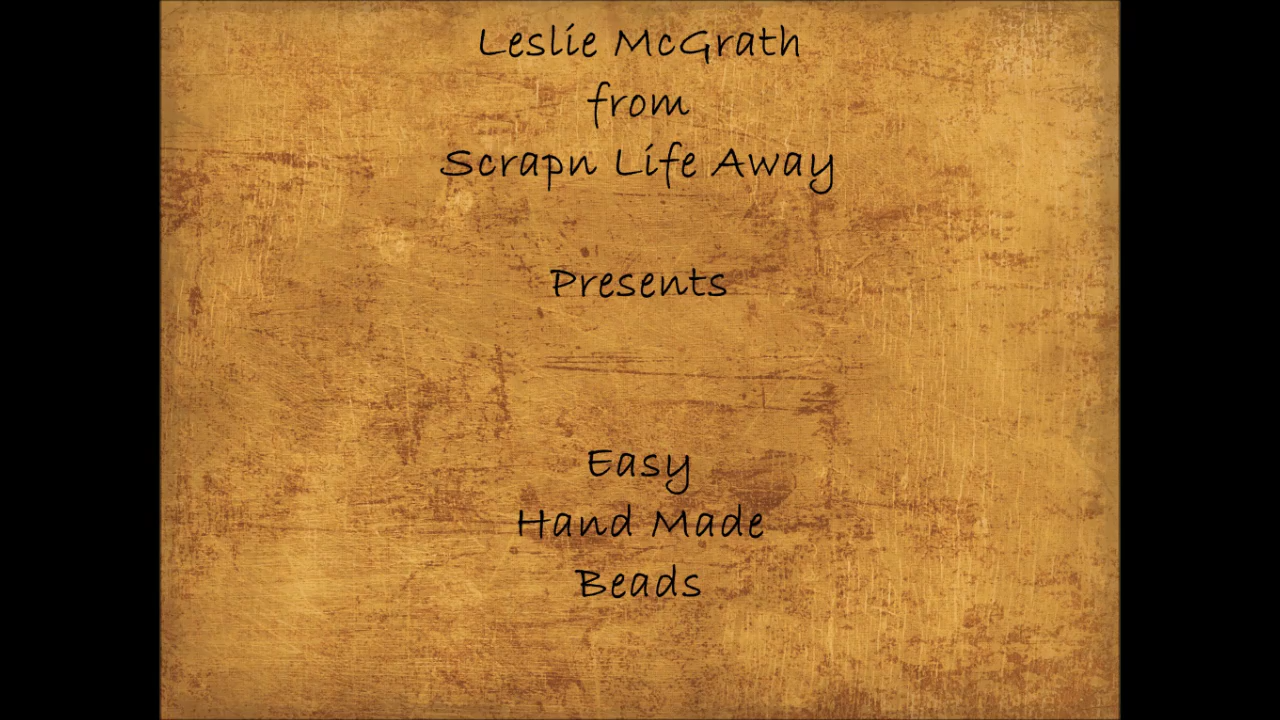 Leslie McGrath
from
Scrapn Life Away
Presents
Easy
Hand Made
Beads